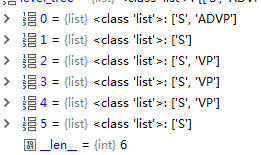 0 = {list} <class 'list'>: ['S', 'ADVP']
1 = {list} <class 'list'>: ['S']
2 = {list} <class 'list'>: ['S', 'VP']
3 = {list} <class 'list'>: ['S', 'VP']
4 = {list} <class 'list'>: ['S', 'VP']
5 = {list} <class 'list'>: ['S']
__len__ = {int} 6